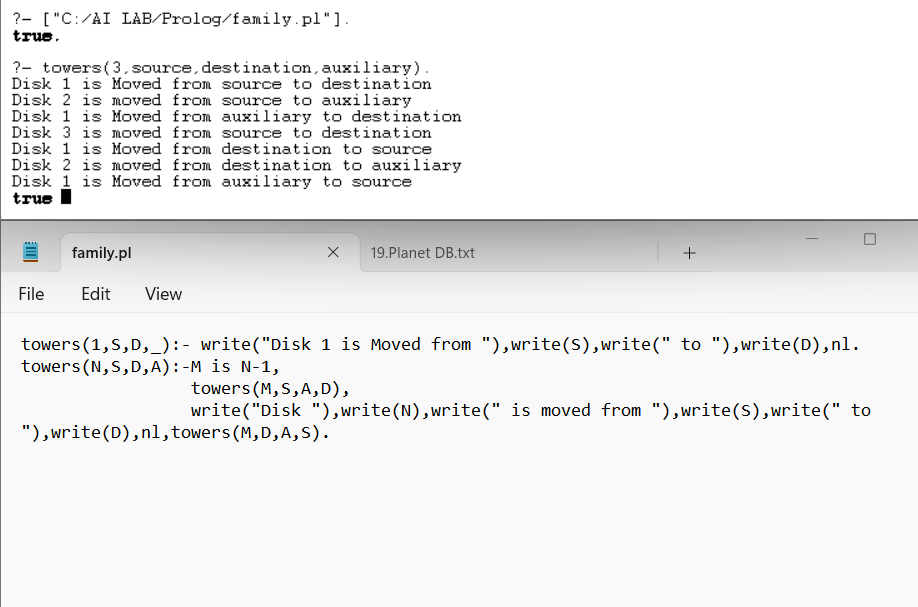 ?- ["C:/AI LAB/Prolog/family.pl"].
true.
?- towers(3,source,destination,auxiliary).
Disk 1 is Moved from source to destination
Disk 2 is moved from source to auxiliary
Disk 1 is Moved from auxiliary to destination
Disk 3 is moved from source to destination
Disk 1 is Moved from destination to source
Disk 2 is moved from destination to auxiliary
Disk 1 is Moved from auxiliary to source
true
family.pl 19.Planet DB.txt
File Edit View
towers(1,S,D,_):- write("Disk 1 is Moved from "),write(S),write(" to "),write(D),nl.
towers(N,S,D,A):-M is N-1,
towers(M,S,A,D),
write("Disk "),write(N),write(" is moved from "),write(S),write(" to
"),write(D),nl,towers(M,D,A,S).